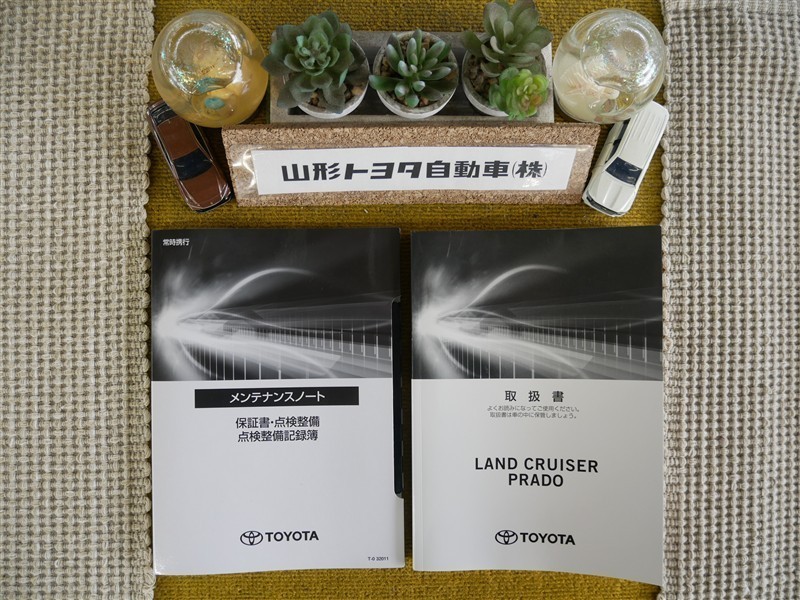 山形トヨタ自動車(株)
常時携行
メンテナンスノート
保証書・点検整備
点検整備記録簿
TOYOTA
T-Ⅱ 32011
取扱書
よくお読みになってご使用ください。
取扱書は車の中に保管しましょう。
LAND CRUISER
PRADO
TOYOTA